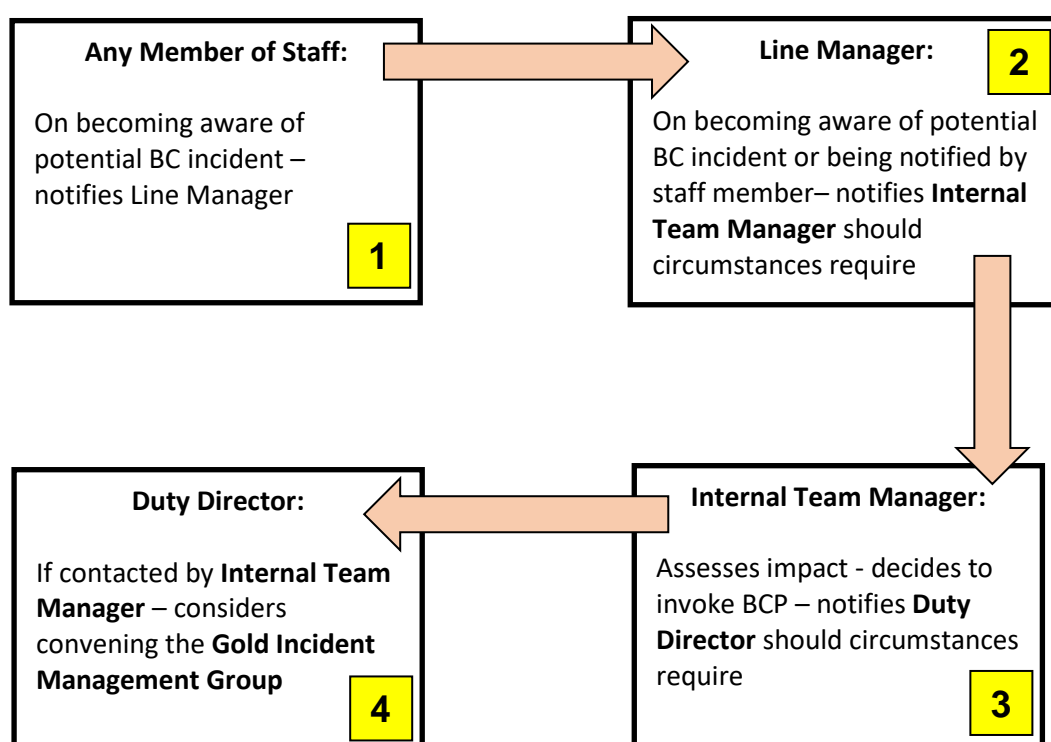 Any Member of Staff:
On becoming aware of
potential BC incident –
notifies Line Manager
1
Line Manager:
2
On becoming aware of potential
BC incident or being notified by
staff member– notifies Internal
Team Manager should
circumstances require
Internal Team Manager:
Assesses impact - decides to
invoke BCP – notifies Duty
Director should circumstances
require
3
Duty Director:
If contacted by Internal Team
Manager – considers
convening the Gold Incident
Management Group
4